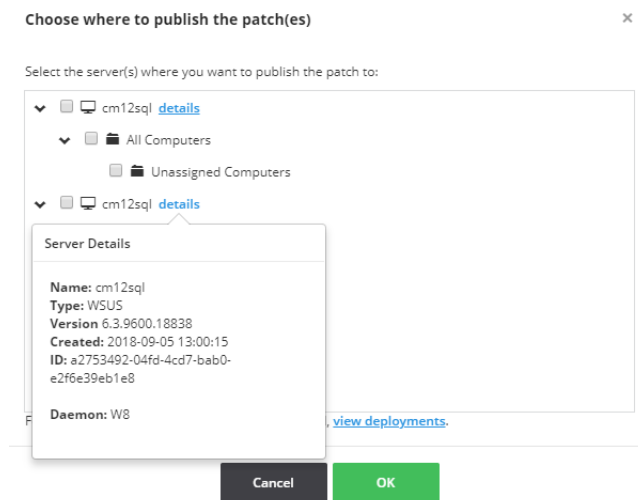 Choose where to publish the patch(es)
×
Select the server(s) where you want to publish the patch to:
cm12sql details
All Computers
Unassigned Computers
cm12sql details
Server Details
Name: cm12sql
Type: WSUS
Version 6.3.9600.18838
Created: 2018-09-05 13:00:15
ID: a2753492-04fd-4cd7-bab0-
e2f6e39eb1e8
Daemon: W8
, view deployments.
Cancel OK